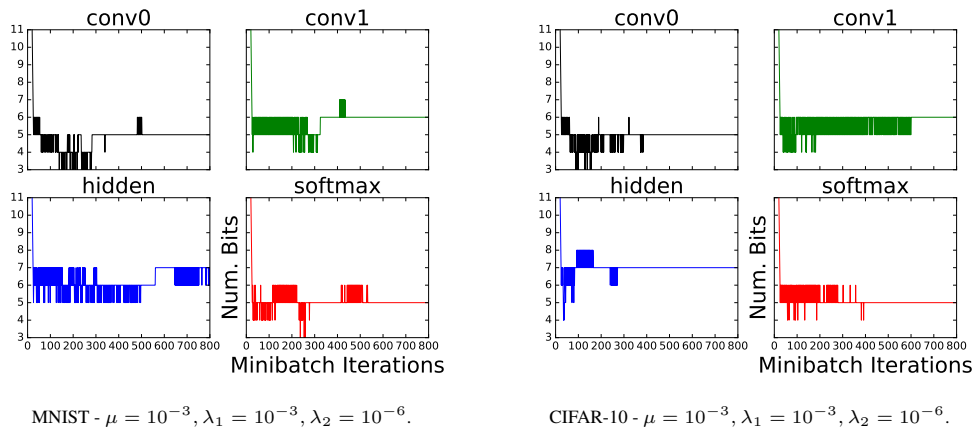 conv0 conv1 conv0 conv1
11 10 9 8 7 6 5 4 3
11 10 9 8 7 6 5 4 3
hidden softmax hidden softmax
11 10 9 8 7 6 5 4 3
Num. Bits
11 10 9 8 7 6 5 4 3
Num. Bits
0 100 200 300 400 500 600 700 800
0 100 200 300 400 500 600 700 800
0 100 200 300 400 500 600 700 800
0 100 200 300 400 500 600 700 800
Minibatch Iterations
Minibatch Iterations
MNIST - μ = 10⁻³, λ₁ = 10⁻³, λ₂ = 10⁻⁶.
CIFAR-10 - μ = 10⁻³, λ₁ = 10⁻³, λ₂ = 10⁻⁶.